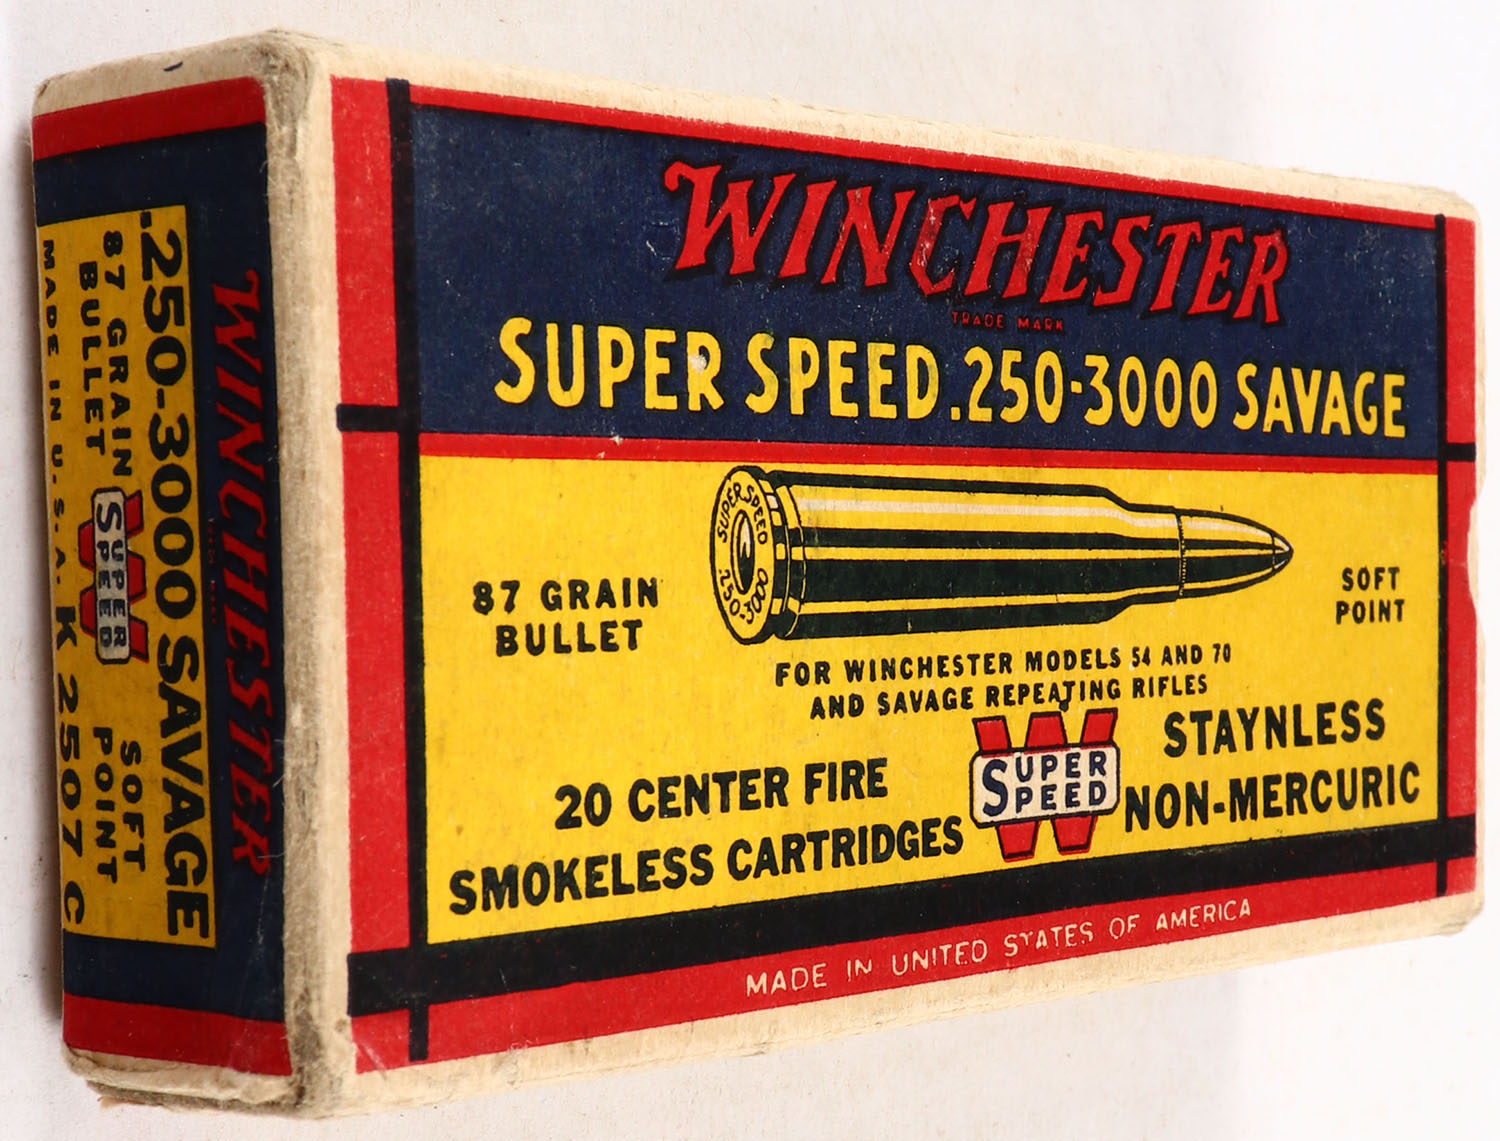 WINCHESTER
TRADE MARK
SUPER SPEED .250-3000 SAVAGE
SUPER SPEED
.250-3000
87 GRAIN
BULLET
SOFT
POINT
FOR WINCHESTER MODELS 54 AND 70
AND SAVAGE REPEATING RIFLES
20 CENTER FIRE
SMOKELESS CARTRIDGES
W
SUPER
SPEED
STAYNLESS
NON-MERCURIC
MADE IN UNITED STATES OF AMERICA
WINCHESTER
TRADE MARK
.250-3000 SAVAGE
87 GRAIN
BULLET
W
SUPER
SPEED
SOFT
POINT
MADE IN U.S.A. K 2507 C